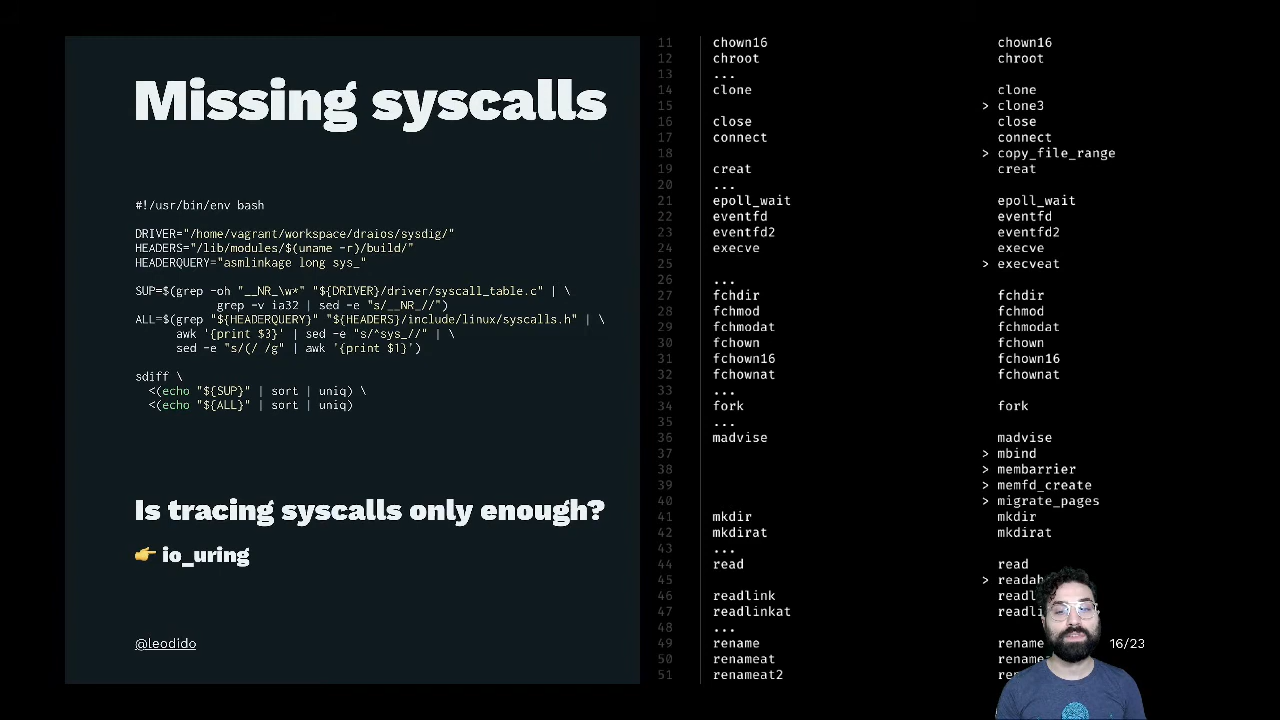 Missing syscalls
#!/usr/bin/env bash
DRIVER="/home/vagrant/workspace/draios/sysdig/"
HEADERS="/lib/modules/$(uname -r)/build/"
HEADERQUERY="asmlinkage long sys_"
SUP=$(grep -oh "__NR_\w*" "${DRIVER}/driver/syscall_table.c" | \
grep -v ia32 | sed -e "s/__NR_//")
ALL=$(grep "${HEADERQUERY}" "${HEADERS}/include/linux/syscalls.h" | \
awk '{print $3}' | sed -e "s/^sys_//" | \
sed -e "s/(/ /g" | awk '{print $1}')
sdiff \
<(echo "${SUP}" | sort | uniq) \
<(echo "${ALL}" | sort | uniq)
Is tracing syscalls only enough?
👉 io_uring
@leodido
11 chown16 chown16
12 chroot chroot
13 ...
14 clone clone
15 > clone3
16 close close
17 connect connect
18 > copy_file_range
19 creat creat
20 ...
21 epoll_wait epoll_wait
22 eventfd eventfd
23 eventfd2 eventfd2
24 execve execve
25 > execveat
26 ...
27 fchdir fchdir
28 fchmod fchmod
29 fchmodat fchmodat
30 fchown fchown
31 fchown16 fchown16
32 fchownat fchownat
33 ...
34 fork fork
35 ...
36 madvise madvise
37 > mbind
38 > membarrier
39 > memfd_create
40 > migrate_pages
41 mkdir mkdir
42 mkdirat mkdirat
43 ...
44 read read
45 >
46 readlink
47 readlinkat
48 ...
49 rename rename
50 renameat
51 renameat2
16/23